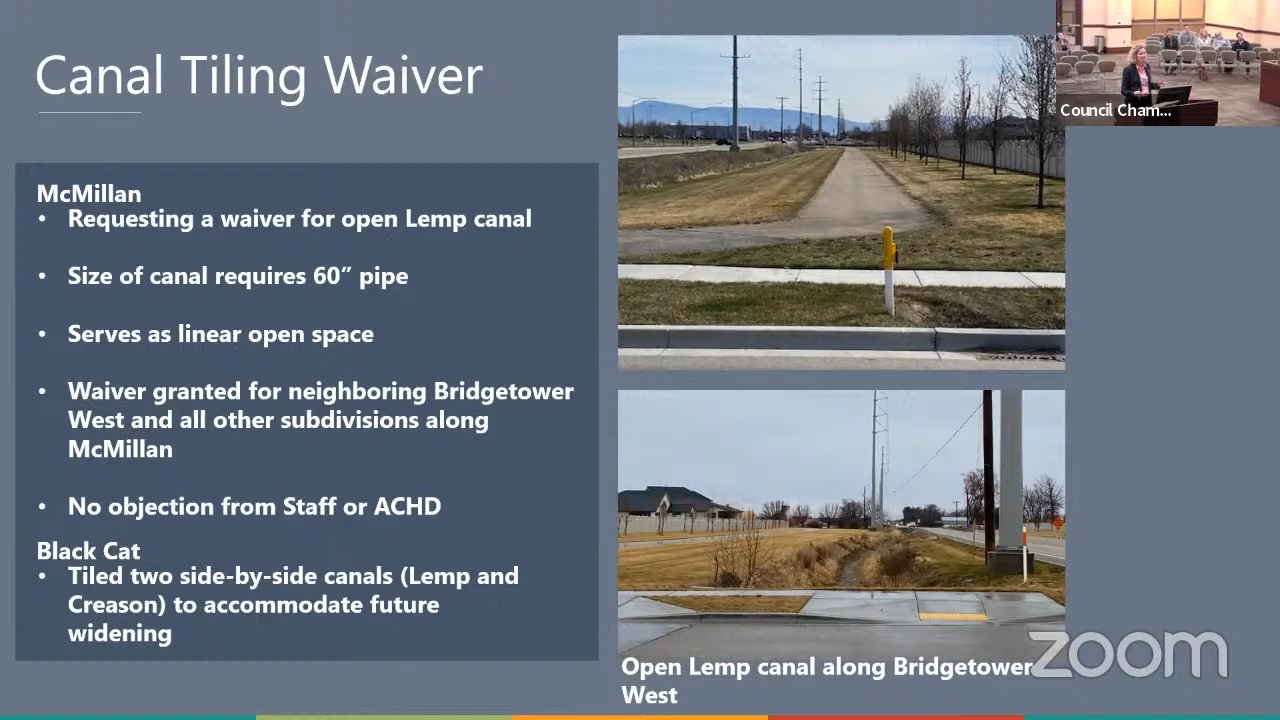 Canal Tiling Waiver
Council Cham...
McMillan
• Requesting a waiver for open Lemp canal
• Size of canal requires 60” pipe
• Serves as linear open space
• Waiver granted for neighboring Bridgetower
West and all other subdivisions along
McMillan
• No objection from Staff or ACHD
Black Cat
• Tiled two side-by-side canals (Lemp and
Creason) to accommodate future
widening
Open Lemp canal along Bridgetower
West
zoom